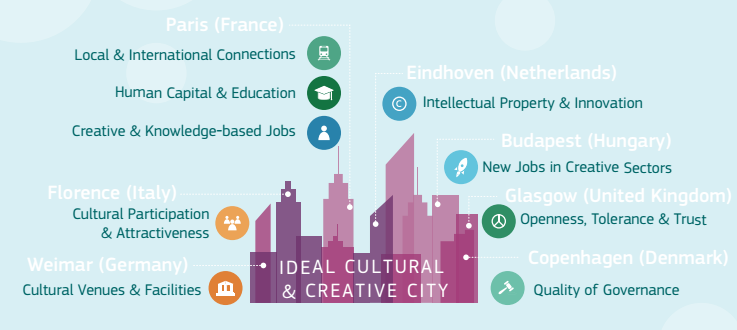 Paris (France)
Local & International Connections
Human Capital & Education
Creative & Knowledge-based Jobs
Florence (Italy)
Cultural Participation
& Attractiveness
Weimar (Germany)
Cultural Venues & Facilities
Eindhoven (Netherlands)
©
Intellectual Property & Innovation
Budapest (Hungary)
New Jobs in Creative Sectors
Glasgow (United Kingdom)
Openness, Tolerance & Trust
Copenhagen (Denmark)
Quality of Governance
IDEAL CULTURAL
& CREATIVE CITY